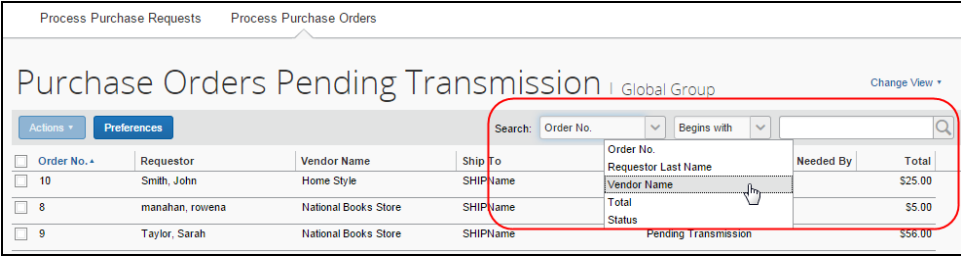 Process Purchase Requests Process Purchase Orders
Purchase Orders Pending Transmission | Global Group Change View
Actions Preferences Search: Order No. Begins with
Order No. Requestor Vendor Name Ship To Needed By Total
Order No.
Requestor Last Name
Vendor Name
Total
Status
10 Smith, John Home Style SHIPName $25.00
8 manahan, rowena National Books Store SHIPName $5.00
9 Taylor, Sarah National Books Store SHIPName Pending Transmission $56.00